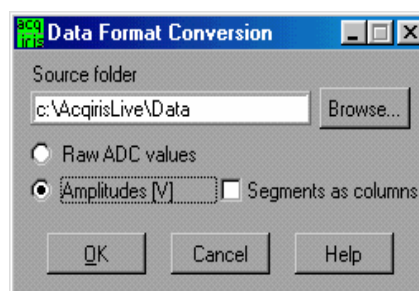 acq
iris
Data Format Conversion
Source folder
c:\AcqirisLive\Data
Browse...
Raw ADC values
Amplitudes [V]
Segments as columns
OK
Cancel
Help